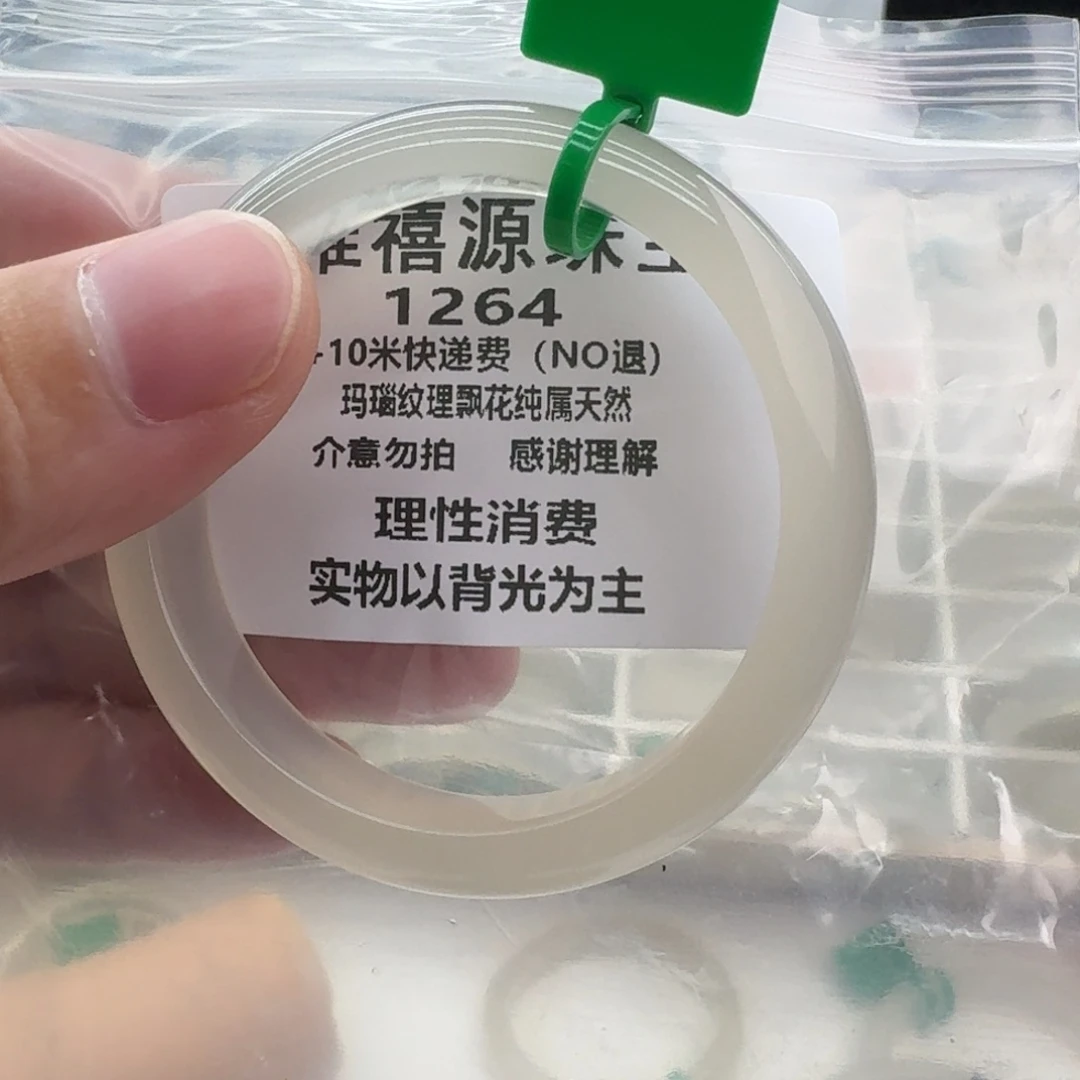 禧源珠
1264
+10米快递费（NO退）
玛瑙纹理飘花纯属天然
介意勿拍 感谢理解
理性消费
实物以背光为主